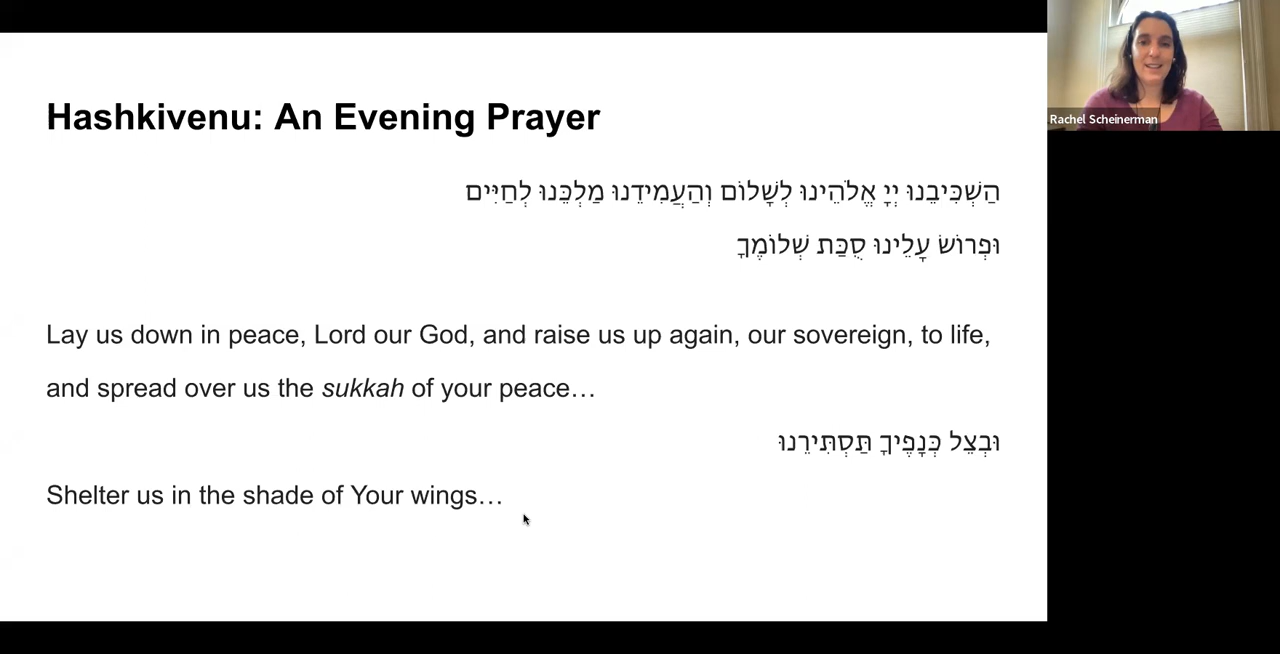 Hashkivenu: An Evening Prayer
הַשְׁכִּיבֵנוּ יְיָ אֱלֹהֵינוּ לְשָׁלוֹם וְהַעֲמִידֵנוּ מַלְכֵּנוּ לְחַיִּים
וּפְרוֹשׂ עָלֵינוּ סֻכַּת שְׁלוֹמֶךָ
Lay us down in peace, Lord our God, and raise us up again, our sovereign, to life,
and spread over us the sukkah of your peace…
וּבְצֵל כְּנָפֶיךָ תַּסְתִּירֵנוּ
Shelter us in the shade of Your wings…
Rachel Scheinerman